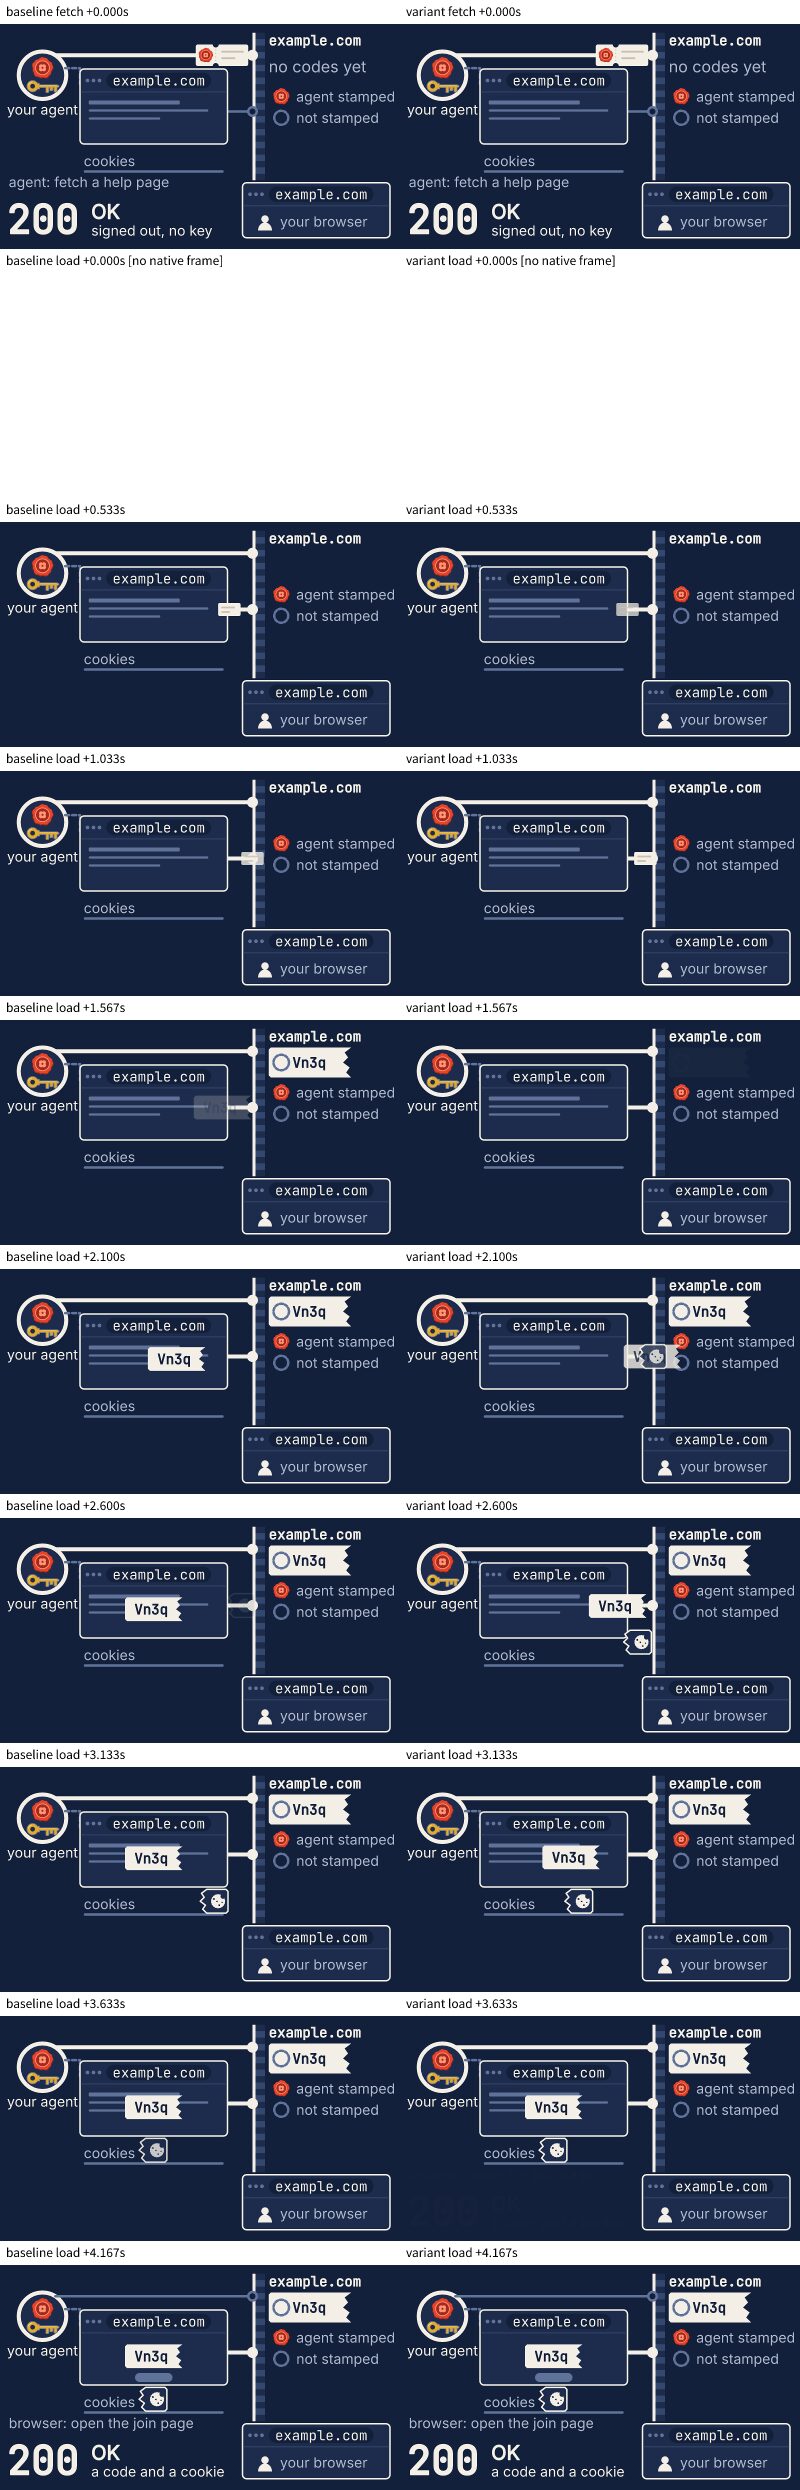 baseline fetch +0.000s
variant fetch +0.000s
example.com
no codes yet
example.com
agent stamped
not stamped
your agent
cookies
agent: fetch a help page
200 OK
signed out, no key
example.com
your browser
example.com
no codes yet
example.com
agent stamped
not stamped
your agent
cookies
agent: fetch a help page
200 OK
signed out, no key
example.com
your browser
baseline load +0.000s [no native frame]
variant load +0.000s [no native frame]
baseline load +0.533s
variant load +0.533s
example.com
example.com
agent stamped
not stamped
your agent
cookies
example.com
your browser
example.com
example.com
agent stamped
not stamped
your agent
cookies
example.com
your browser
baseline load +1.033s
variant load +1.033s
example.com
example.com
agent stamped
not stamped
your agent
cookies
example.com
your browser
example.com
example.com
agent stamped
not stamped
your agent
cookies
example.com
your browser
baseline load +1.567s
variant load +1.567s
example.com
Vn3q
example.com
agent stamped
not stamped
your agent
Vn3q
cookies
example.com
your browser
example.com
example.com
agent stamped
not stamped
your agent
cookies
example.com
your browser
baseline load +2.100s
variant load +2.100s
example.com
Vn3q
example.com
agent stamped
not stamped
your agent
Vn3q
cookies
example.com
your browser
example.com
Vn3q
example.com
agent stamped
not stamped
your agent
cookies
example.com
your browser
baseline load +2.600s
variant load +2.600s
example.com
Vn3q
example.com
agent stamped
not stamped
your agent
Vn3q
cookies
example.com
your browser
example.com
Vn3q
example.com
agent stamped
not stamped
your agent
Vn3q
cookies
example.com
your browser
baseline load +3.133s
variant load +3.133s
example.com
Vn3q
example.com
agent stamped
not stamped
your agent
Vn3q
cookies
example.com
your browser
example.com
Vn3q
example.com
agent stamped
not stamped
your agent
Vn3q
cookies
example.com
your browser
baseline load +3.633s
variant load +3.633s
example.com
Vn3q
example.com
agent stamped
not stamped
your agent
Vn3q
cookies
example.com
your browser
example.com
Vn3q
example.com
agent stamped
not stamped
your agent
Vn3q
cookies
200 OK
example.com
your browser
baseline load +4.167s
variant load +4.167s
example.com
Vn3q
example.com
agent stamped
not stamped
your agent
Vn3q
cookies
browser: open the join page
200 OK
a code and a cookie
example.com
your browser
example.com
Vn3q
example.com
agent stamped
not stamped
your agent
Vn3q
cookies
browser: open the join page
200 OK
a code and a cookie
example.com
your browser